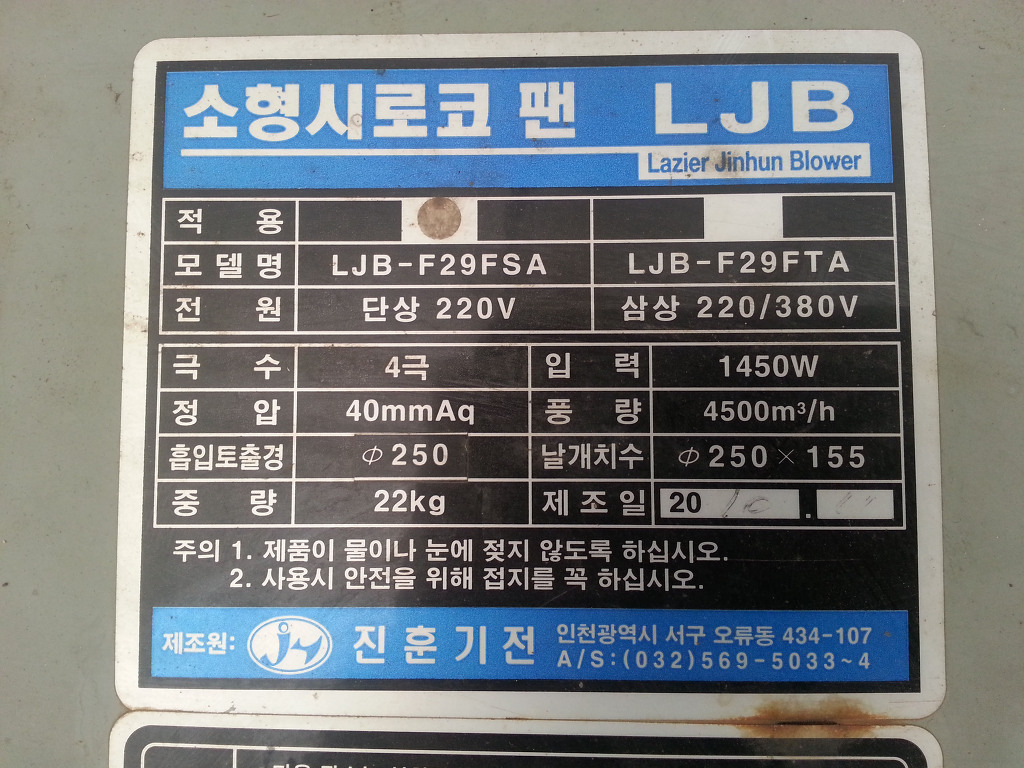 소형시로코 팬 LJB
Lazier Jinhun Blower
적 용
모델명 LJB-F29FSA LJB-F29FTA
전 원 단상 220V 삼상 220/380V
극 수 4극 입 력 1450W
정 압 40mmAq 풍 량 4500m³/h
흡입토출경 φ250 날개치수 φ250×155
중 량 22kg 제조일 20 .
주의 1. 제품이 물이나 눈에 젖지 않도록 하십시오.
2. 사용시 안전을 위해 접지를 꼭 하십시오.
제조원: 진훈기전 인천광역시 서구 오류동 434-107
A/S:(032)569-5033~4